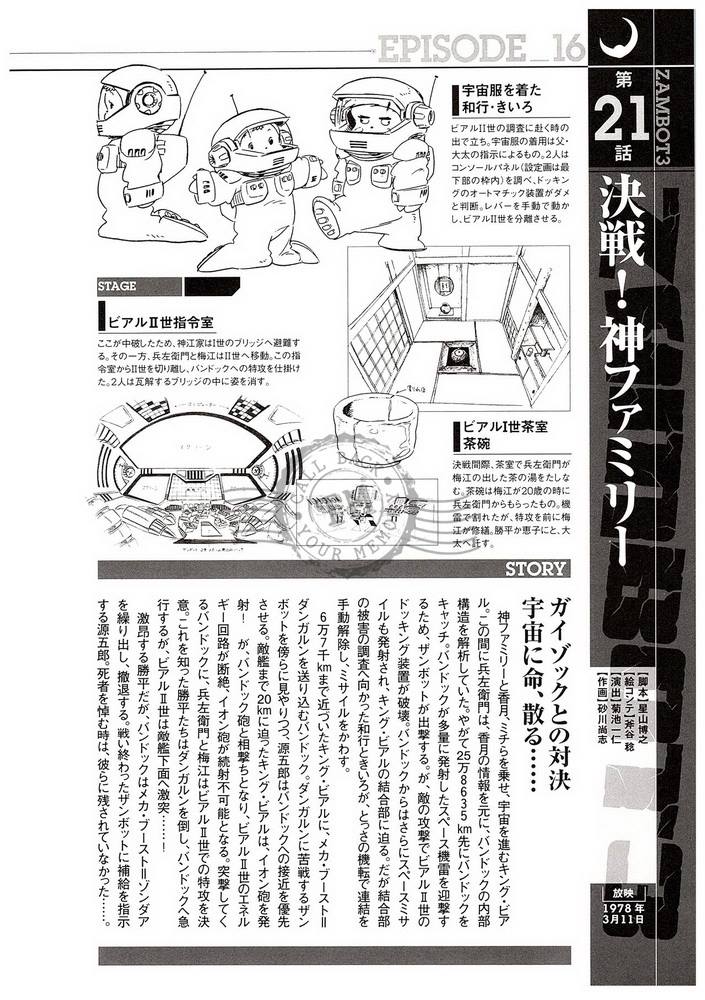 EPISODE_16
ZAMBOT3
第
21
話
決戦！神ファミリー
[脚本]星山博之
[絵コンテ]斧谷 稔
[演出]菊池一仁
[作画]砂川尚志
放映
1978年
3月11日
宇宙服を着た
和行・きいろ
ビアルⅡ世の調査に赴く時の
出で立ち。宇宙服の着用は父・
大太の指示によるもの。2人は
コンソールパネル(設定画は最
下部の枠内)を調べ、ドッキン
グのオートマチック装置がダメ
と判断。レバーを手動で動か
し、ビアルⅡ世を分離させる。
STAGE
ビアルⅡ世指令室
ここが中破したため、神江家はⅠ世のブリッジへ避難す
る。その一方、兵左衛門と梅江はⅡ世へ移動。この指
令室からⅡ世を切り離し、バンドックへの特攻を仕掛け
た。2人は瓦解するブリッジの中に姿を消す。
ビアルⅠ世茶室
茶碗
決戦間際、茶室で兵左衛門が
梅江の出した茶の湯をたしな
む。茶碗は梅江が20歳の時に
兵左衛門からもらったもの。機
雷で割れたが、特攻を前に梅
江が修繕。勝平か恵子にと、大
太へ託す。
CALL BACK
YOUR MEMORY
STORY
ガイゾックとの対決
宇宙に命、散る……
神ファミリーと香月、ミチらを乗せ、宇宙を進むキング・ビア
ル。この間に兵左衛門は、香月の情報を元に、バンドックの内部
構造を解析していた。やがて25万8635km先にバンドックを
キャッチ。バンドックが多量に発射したスペース機雷を迎撃す
るため、ザンボットが出撃する。が、敵の攻撃でビアルⅡ世の
ドッキング装置が破壊。バンドックからはさらにスペースミサ
イルも発射され、キング・ビアルの結合部に迫る。だが結合部
の被害の調査へ向かった和行ときいろが、とっさの機転で連結を
手動解除し、ミサイルをかわす。
6万7千kmまで近づいたキング・ビアルに、メカ・ブースト＝
ダンガルンを送り込むバンドック。ダンガルンに苦戦するザン
ボットを傍らに見やりつつ、源五郎はバンドックへの接近を優先
させる。敵艦まで20kmに迫ったキング・ビアルは、イオン砲を発
射！　が、バンドック砲と相撃ちとなり、ビアルⅡ世のエネル
ギー回路が断絶、イオン砲が続射不可能となる。突撃してく
るバンドックに、兵左衛門と梅江はビアルⅡ世での特攻を決
意。これを知った勝平たちはダンガルンを倒し、バンドックへ急
行するが、ビアルⅡ世は敵艦下面へ激突……！
激昂する勝平だが、バンドックはメカ・ブースト＝ゾンダア
を繰り出し、撤退する。戦い終わったザンボットに補給を指示
する源五郎。死者を悼む時は、彼らに残されていなかった……。